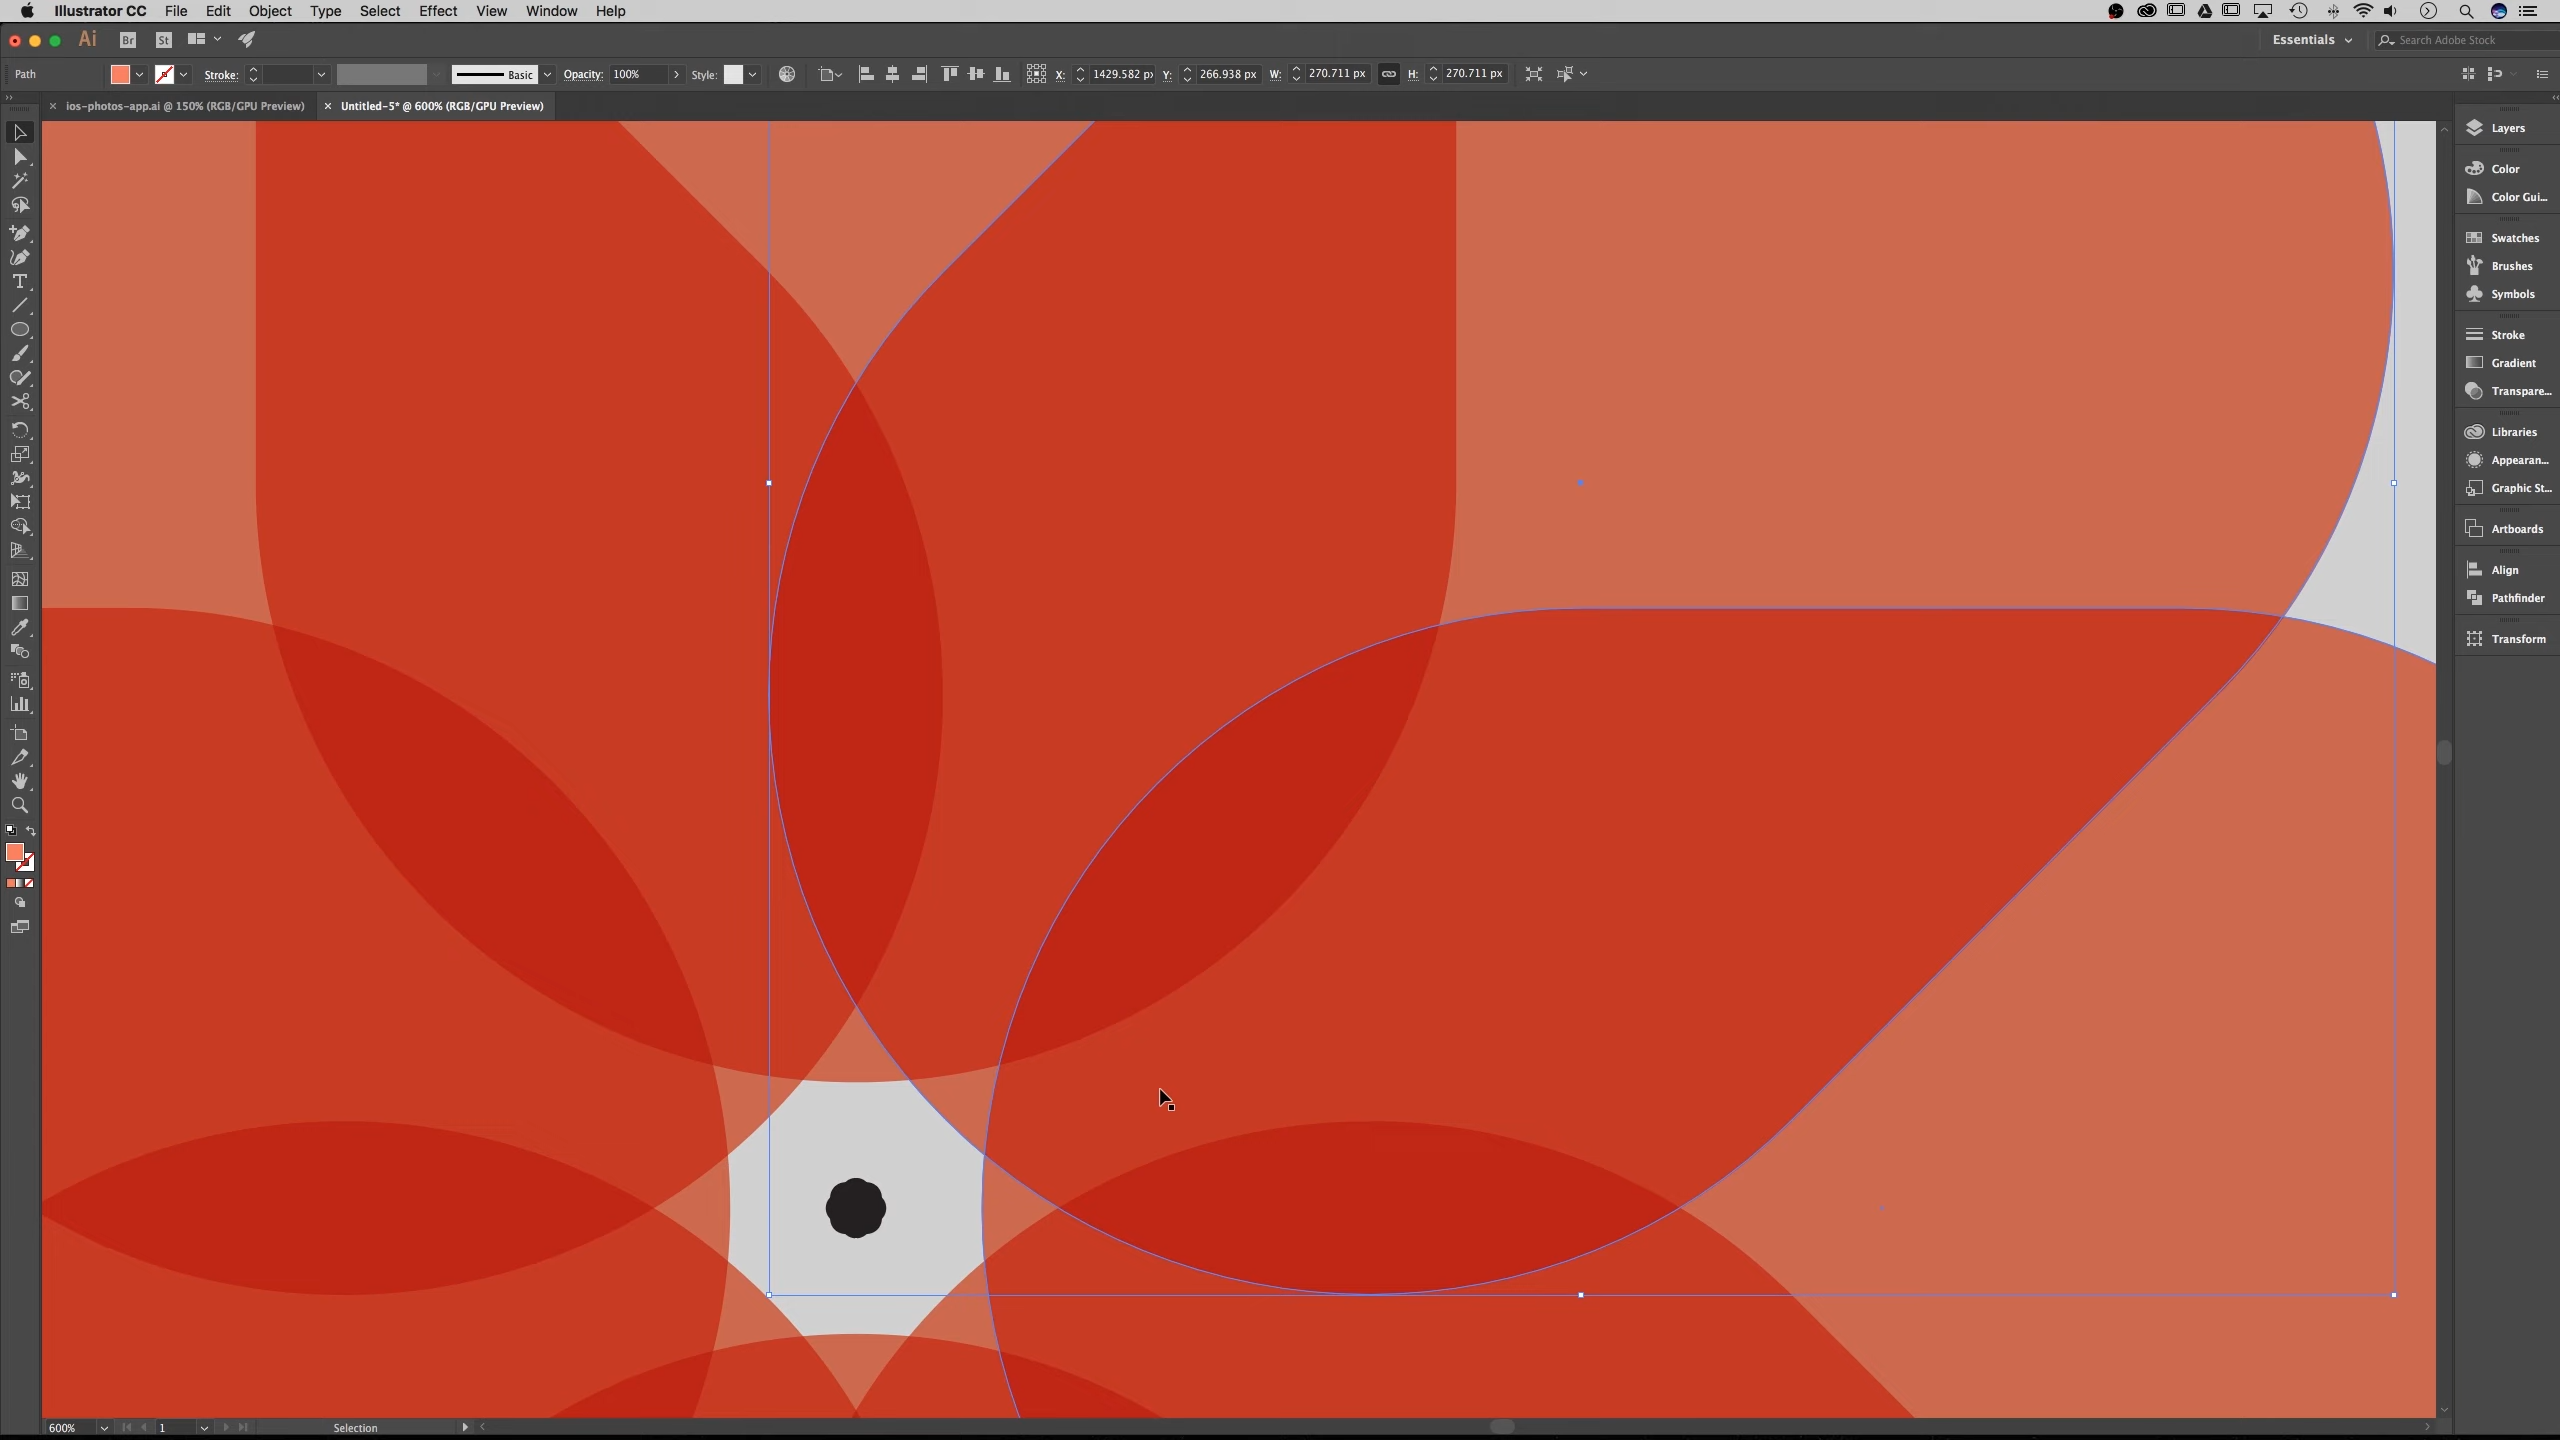 Illustrator CC File Edit Object Type Select Effect View Window Help
Ai Br St Essentials Search Adobe Stock
Path Stroke: Basic Opacity: 100% Style: X: 1429.582 px Y: 266.938 px W: 270.711 px H: 270.711 px
ios-photos-app.ai @ 150% (RGB/GPU Preview) Untitled-5* @ 600% (RGB/GPU Preview)
Layers
Color
Color Gui...
Swatches
Brushes
Symbols
Stroke
Gradient
Transpare...
Libraries
Appearan...
Graphic St...
Artboards
Align
Pathfinder
Transform
600% 1 Selection